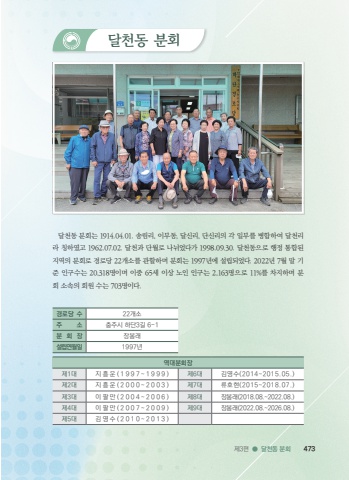 달천동 분회
달천동 분회는 1914.04.01. 송림리, 이부동, 달신리, 단신리의 각 일부를 병합하여 달천리
라 칭하였고 1962.07.02. 달천과 단월로 나뉘었다가 1998.09.30. 달천동으로 행정 통합된
지역의 분회로 경로당 22개소를 관할하며 분회는 1997년에 설립되었다. 2022년 7월 말 기
준 인구수는 20,318명이며 이중 65세 이상 노인 인구는 2,163명으로 11%를 차지하며 분
회 소속의 회원 수는 703명이다.
경로당 수 22개소
주 소 충주시 하단3길 6-1
분 회 장 정봉래
설립연월일 1997년
역대분회장
제1대 지흥운(1997~1999) 제6대 김영수(2014~2015.05.)
제2대 지흥운(2000~2003) 제7대 류호현(2015~2018.07.)
제3대 이팔만(2004~2006) 제8대 정봉래(2018.08.~2022.08.)
제4대 이팔만(2007~2009) 제9대 정봉래(2022.08.~2026.08.)
제5대 김영수(2010~2013)
제3편 ● 달천동 분회 473